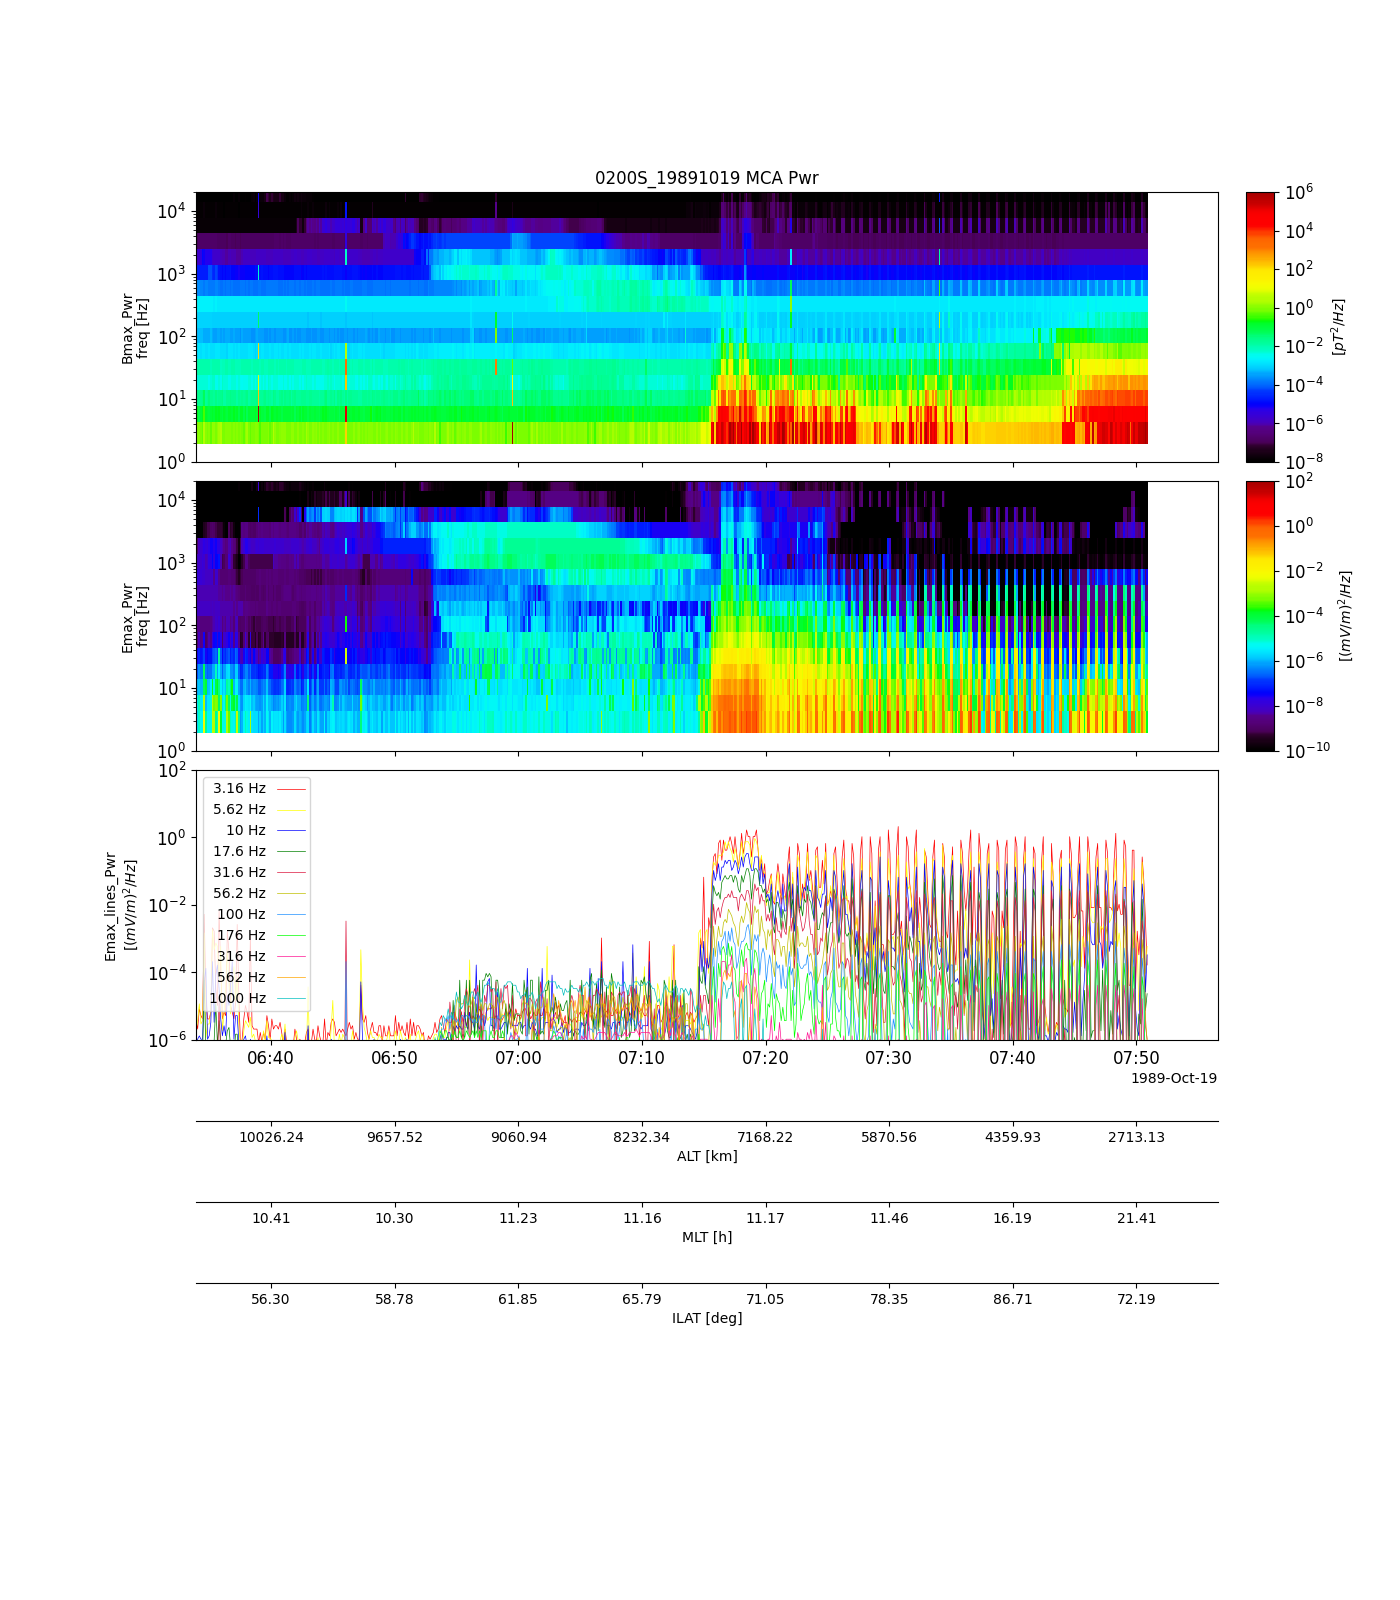 0200S_19891019 MCA Pwr
Bmax_Pwr
freq [Hz]
10^4
10^3
10^2
10^1
10^0
10^6
10^4
10^2
10^0
10^-2
10^-4
10^-6
10^-8
[pT^2/Hz]
Emax_Pwr
freq [Hz]
10^4
10^3
10^2
10^1
10^0
10^2
10^0
10^-2
10^-4
10^-6
10^-8
10^-10
[(mV/m)^2/Hz]
Emax_lines_Pwr
[(mV/m)^2/Hz]
10^2
10^0
10^-2
10^-4
10^-6
3.16 Hz
5.62 Hz
10 Hz
17.6 Hz
31.6 Hz
56.2 Hz
100 Hz
176 Hz
316 Hz
562 Hz
1000 Hz
06:40 06:50 07:00 07:10 07:20 07:30 07:40 07:50
1989-Oct-19
10026.24 9657.52 9060.94 8232.34 7168.22 5870.56 4359.93 2713.13
ALT [km]
10.41 10.30 11.23 11.16 11.17 11.46 16.19 21.41
MLT [h]
56.30 58.78 61.85 65.79 71.05 78.35 86.71 72.19
ILAT [deg]